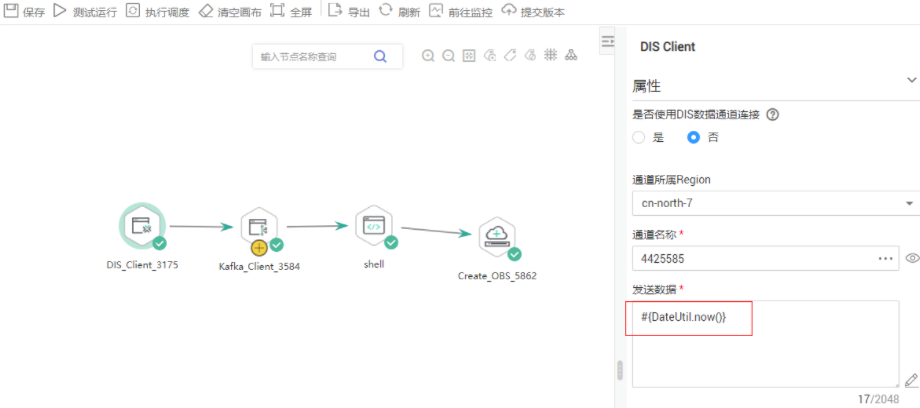 保存 测试运行 执行调度 清空画布 全屏 导出 刷新 前往监控 提交版本
输入节点名称查询
DIS_Client_3175
Kafka_Client_3584
shell
Create_OBS_5862
DIS Client
属性
是否使用DIS数据通道连接
是 否
通道所属Region
cn-north-7
通道名称 *
4425585
发送数据 *
#{DateUtil.now()}
17/2048